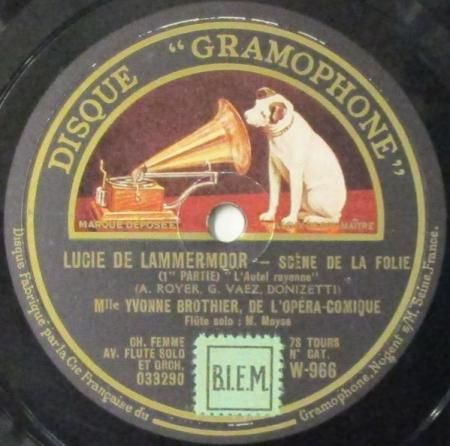 DISQUE "GRAMOPHONE"
MARQUE DEPOSÉE
MAÎTRE
LUCIE DE LAMMERMOOR — SCÈNE DE LA FOLIE
(1re PARTIE) "L'Autel rayonne"
(A. ROYER, G. VAEZ, DONIZETTI)
Mlle YVONNE BROTHIER, DE L'OPÉRA-COMIQUE
Flûte solo : M. Moyse
CH. FEMME
AV. FLUTE SOLO
ET ORCH.
033290
B.I.E.M.
78 TOURS
N° CAT.
W-966
Disque Fabriqué par la Cie Française du Gramophone, Nogent s/M, Seine, France.